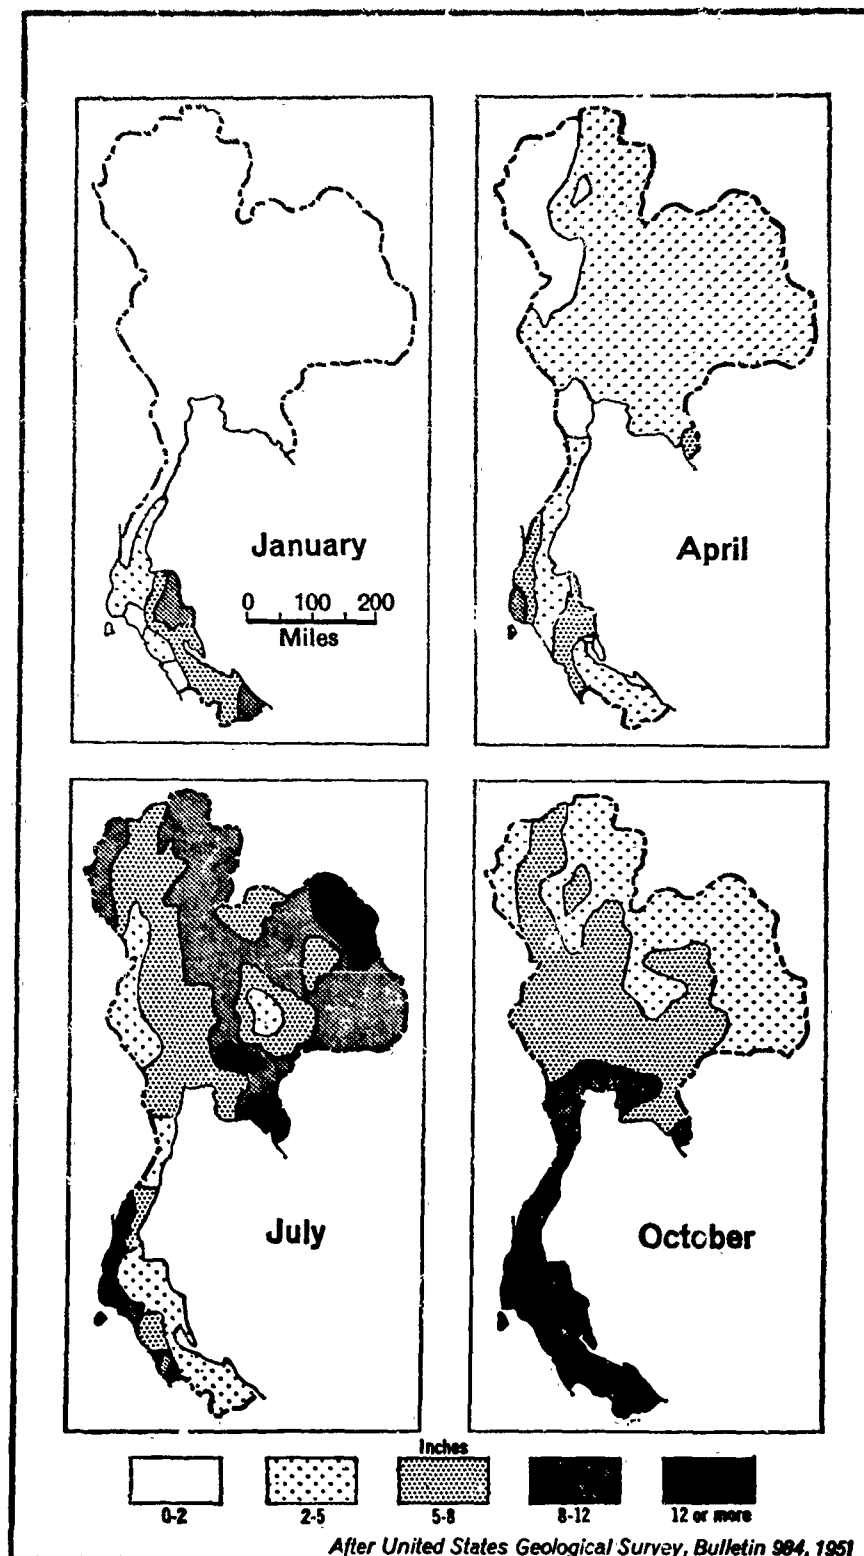 January
0 100 200
Miles
April
July
October
Inches
0-2 2-5 5-8 8-12 12 or more
After United States Geological Survey, Bulletin 984, 1951